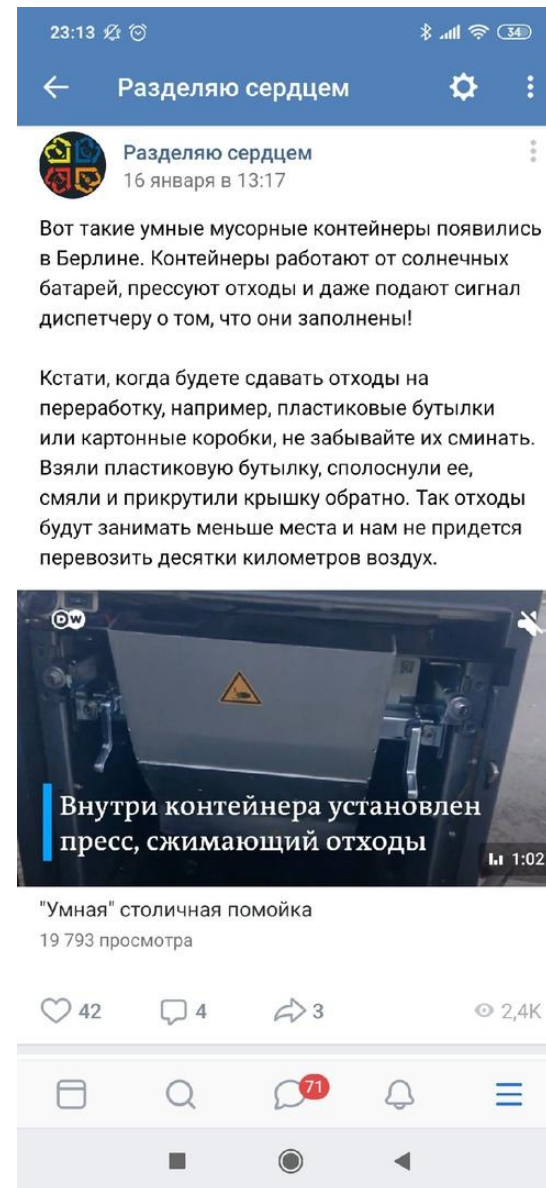 23:13
34
Разделяю сердцем
Разделяю сердцем
16 января в 13:17
Вот такие умные мусорные контейнеры появились
в Берлине. Контейнеры работают от солнечных
батарей, прессуют отходы и даже подают сигнал
диспетчеру о том, что они заполнены!
Кстати, когда будете сдавать отходы на
переработку, например, пластиковые бутылки
или картонные коробки, не забывайте их сминать.
Взяли пластиковую бутылку, сполоснули ее,
смяли и прикрутили крышку обратно. Так отходы
будут занимать меньше места и нам не придется
перевозить десятки километров воздух.
DW
Внутри контейнера установлен
пресс, сжимающий отходы
1:02
"Умная" столичная помойка
19 793 просмотра
42 4 3 2,4K
71